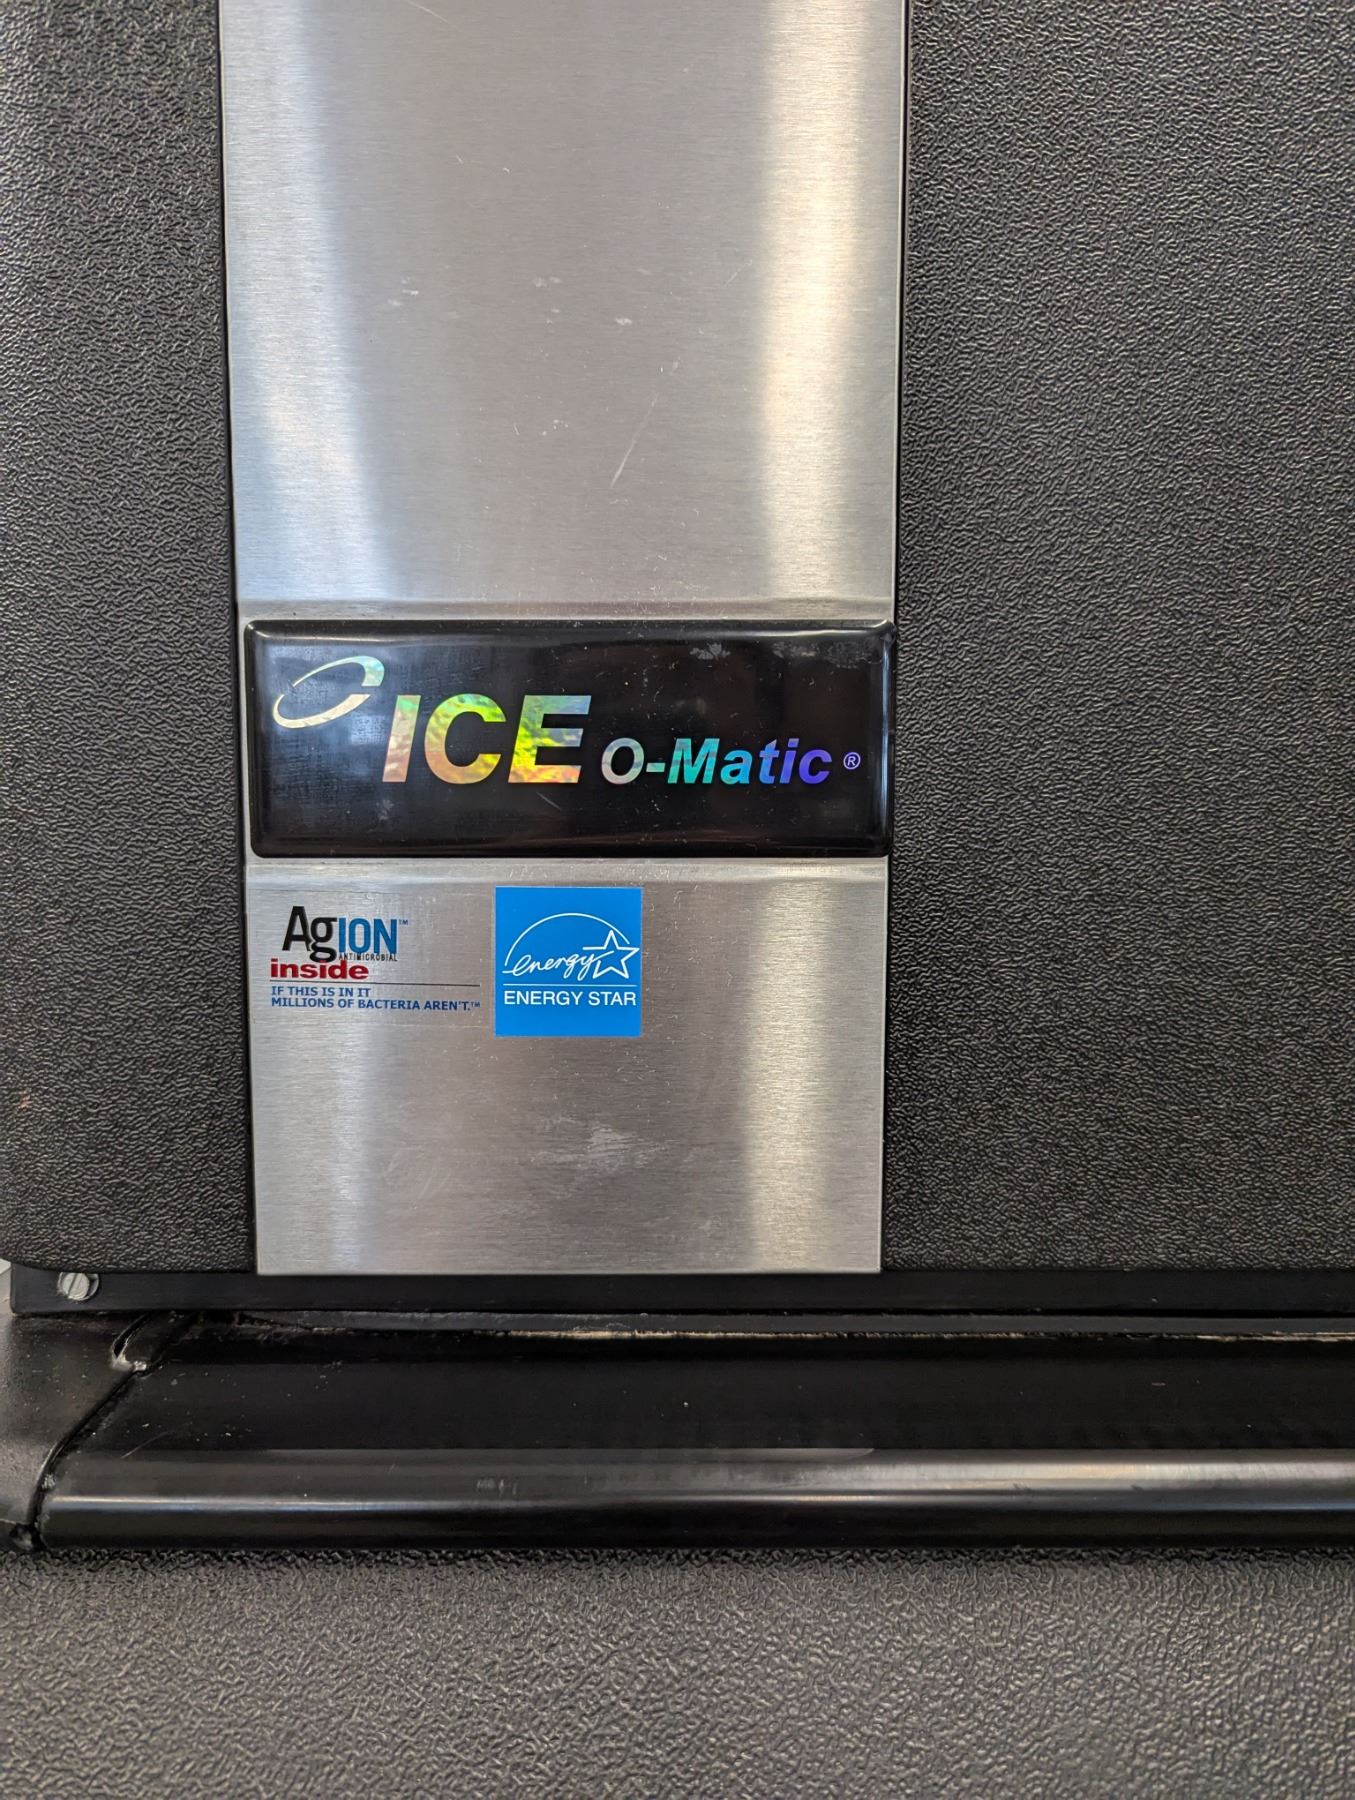 ICE O-Matic ®
AgION™
ANTIMICROBIAL
inside
IF THIS IS IN IT
MILLIONS OF BACTERIA AREN'T.™
energy
ENERGY STAR